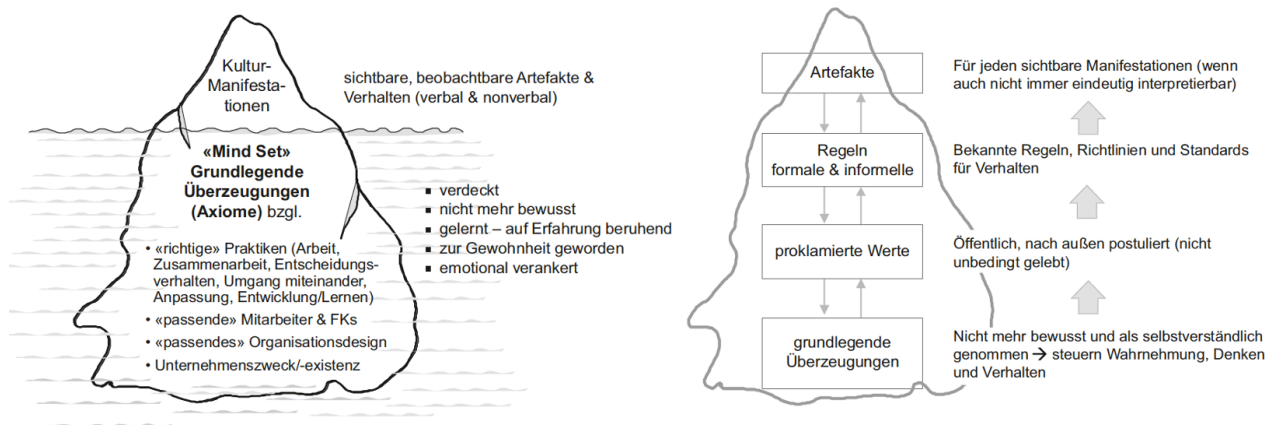 Kultur-
Manifesta-
tionen
sichtbare, beobachtbare Artefakte &
Verhalten (verbal & nonverbal)
«Mind Set»
Grundlegende
Überzeugungen
(Axiome) bzgl.
• «richtige» Praktiken (Arbeit,
Zusammenarbeit, Entscheidungs-
verhalten, Umgang miteinander,
Anpassung, Entwicklung/Lernen)
• «passende» Mitarbeiter & FKs
• «passendes» Organisationsdesign
• Unternehmenszweck/-existenz
▪ verdeckt
▪ nicht mehr bewusst
▪ gelernt – auf Erfahrung beruhend
▪ zur Gewohnheit geworden
▪ emotional verankert
Artefakte
Für jeden sichtbare Manifestationen (wenn
auch nicht immer eindeutig interpretierbar)
Regeln
formale & informelle
Bekannte Regeln, Richtlinien und Standards
für Verhalten
proklamierte Werte
Öffentlich, nach außen postuliert (nicht
unbedingt gelebt)
grundlegende
Überzeugungen
Nicht mehr bewusst und als selbstverständlich
genommen → steuern Wahrnehmung, Denken
und Verhalten